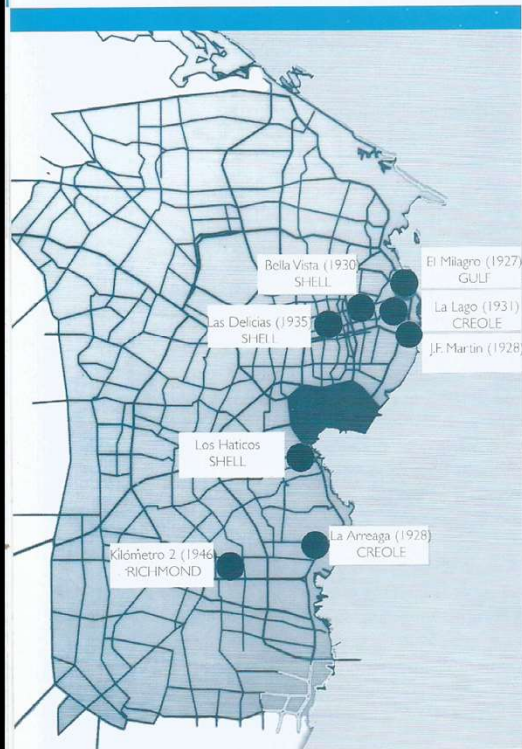 Bella Vista (1930)
SHELL
El Milagro (1927)
GULF
La Lago (1931)
CREOLE
Las Delicias (1935)
SHELL
J.F. Martin (1928)
Los Haticos
SHELL
La Arreaga (1928)
CREOLE
Kilómetro 2 (1946)
RICHMOND